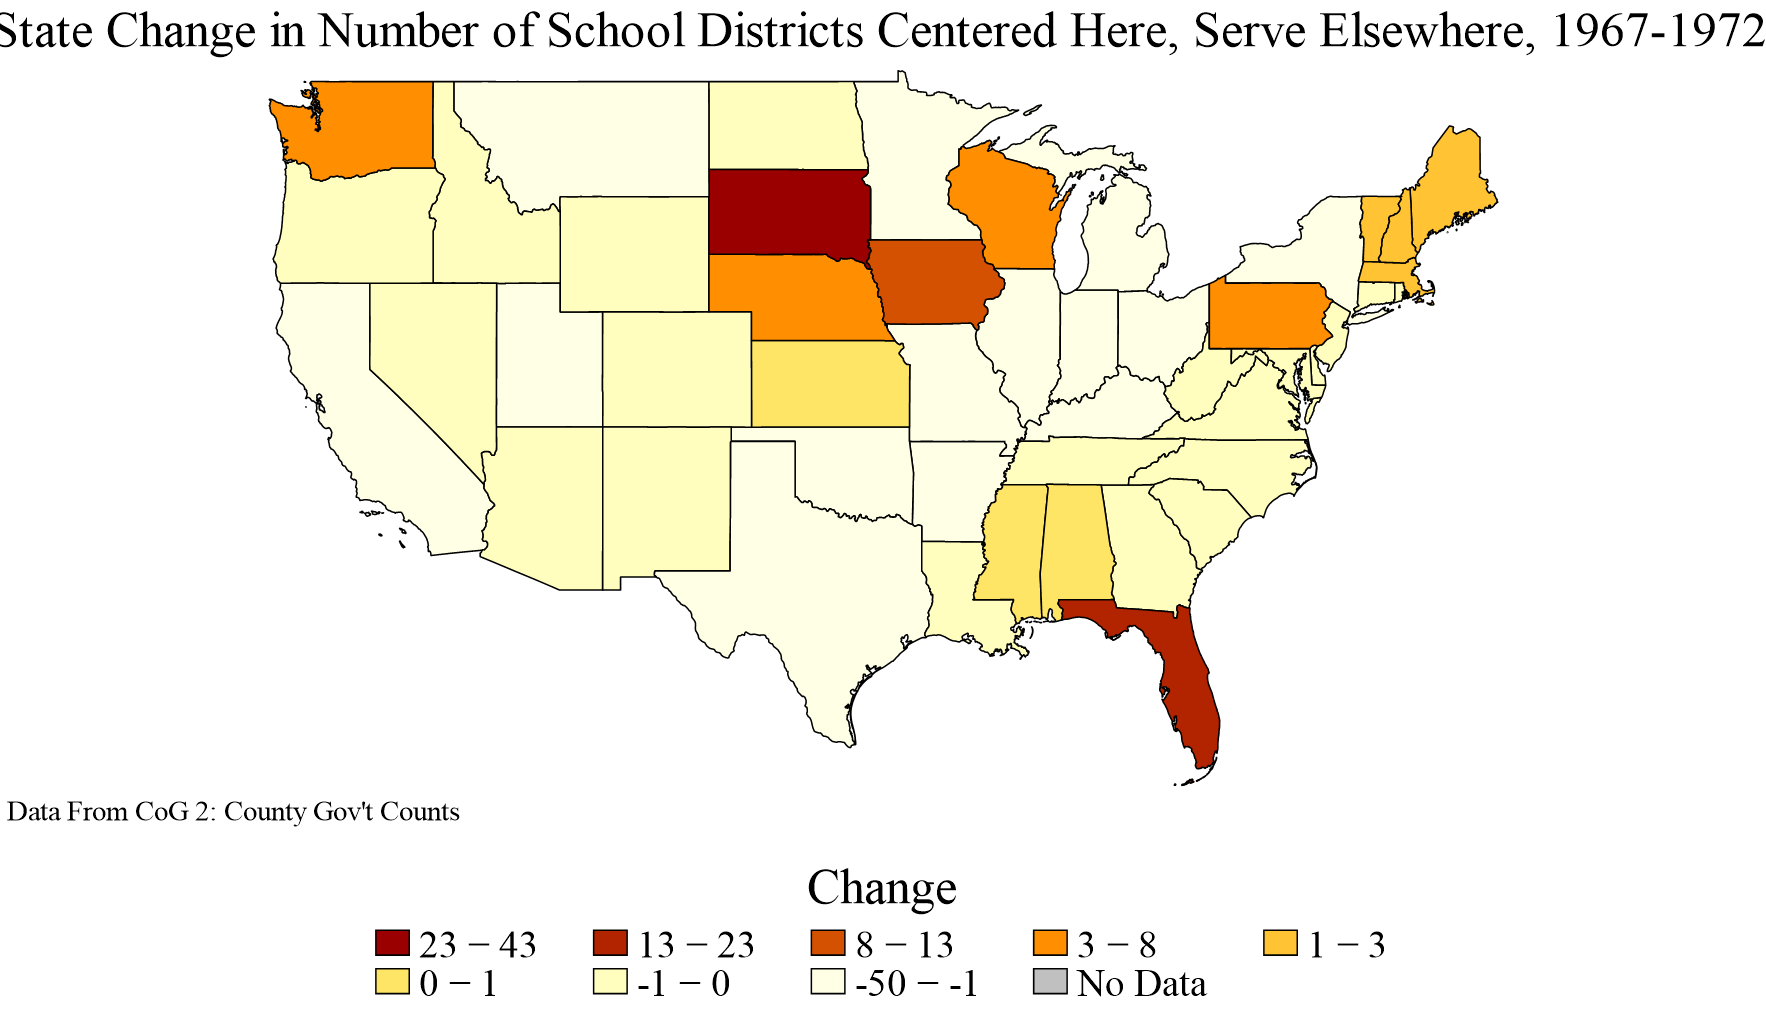 State Change in Number of School Districts Centered Here, Serve Elsewhere, 1967-1972
Data From CoG 2: County Gov't Counts
Change
23 – 43 13 – 23 8 – 13 3 – 8 1 – 3
0 – 1 -1 – 0 -50 – -1 No Data